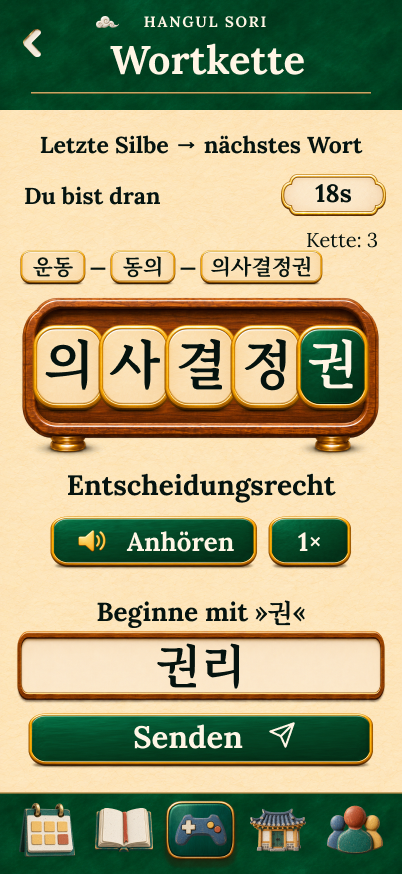 HANGUL SORI
Wortkette
Letzte Silbe → nächstes Wort
Du bist dran
18s
Kette: 3
운동 – 동의 – 의사결정권
의사결정권
Entscheidungsrecht
Anhören
1×
Beginne mit »권«
권리
Senden